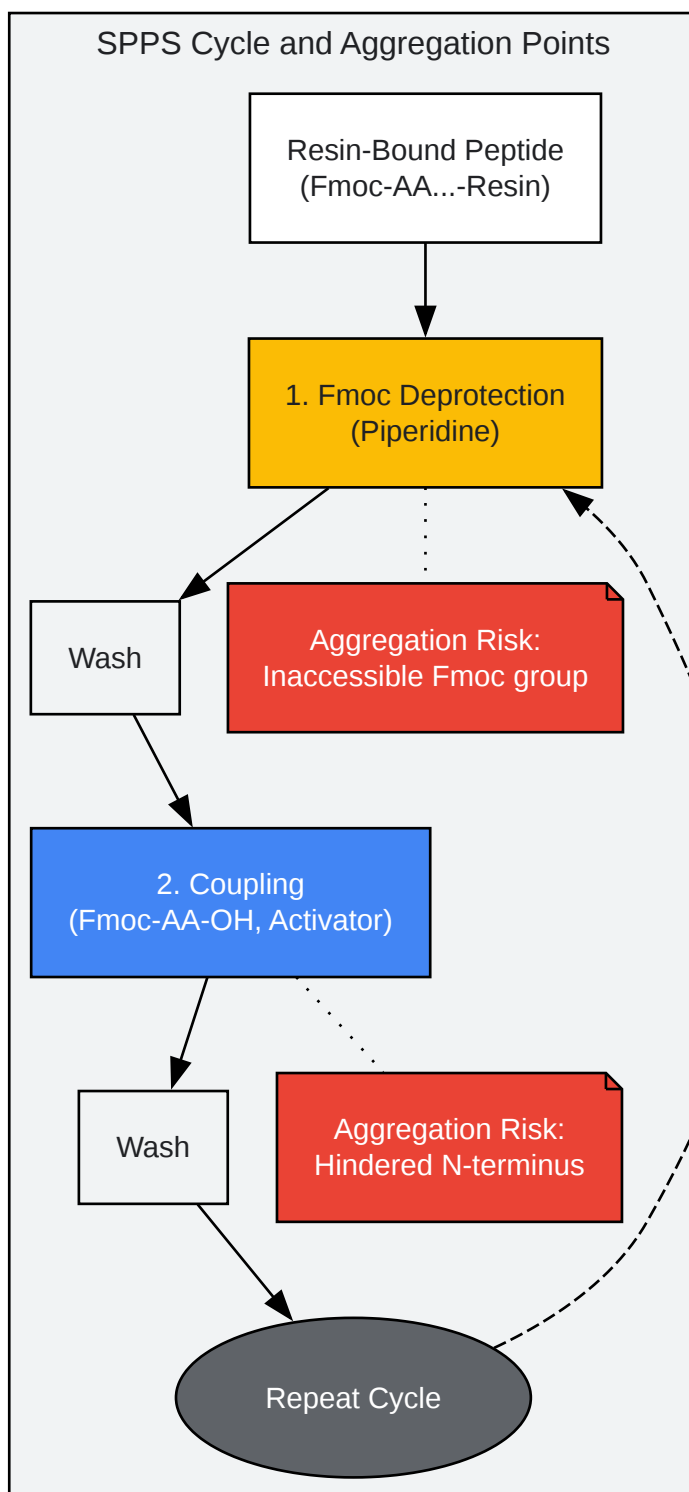 SPPS Cycle and Aggregation Points
Resin-Bound Peptide
(Fmoc-AA...-Resin)
1. Fmoc Deprotection
(Piperidine)
Aggregation Risk:
Inaccessible Fmoc group
Wash
2. Coupling
(Fmoc-AA-OH, Activator)
Aggregation Risk:
Hindered N-terminus
Wash
Repeat Cycle